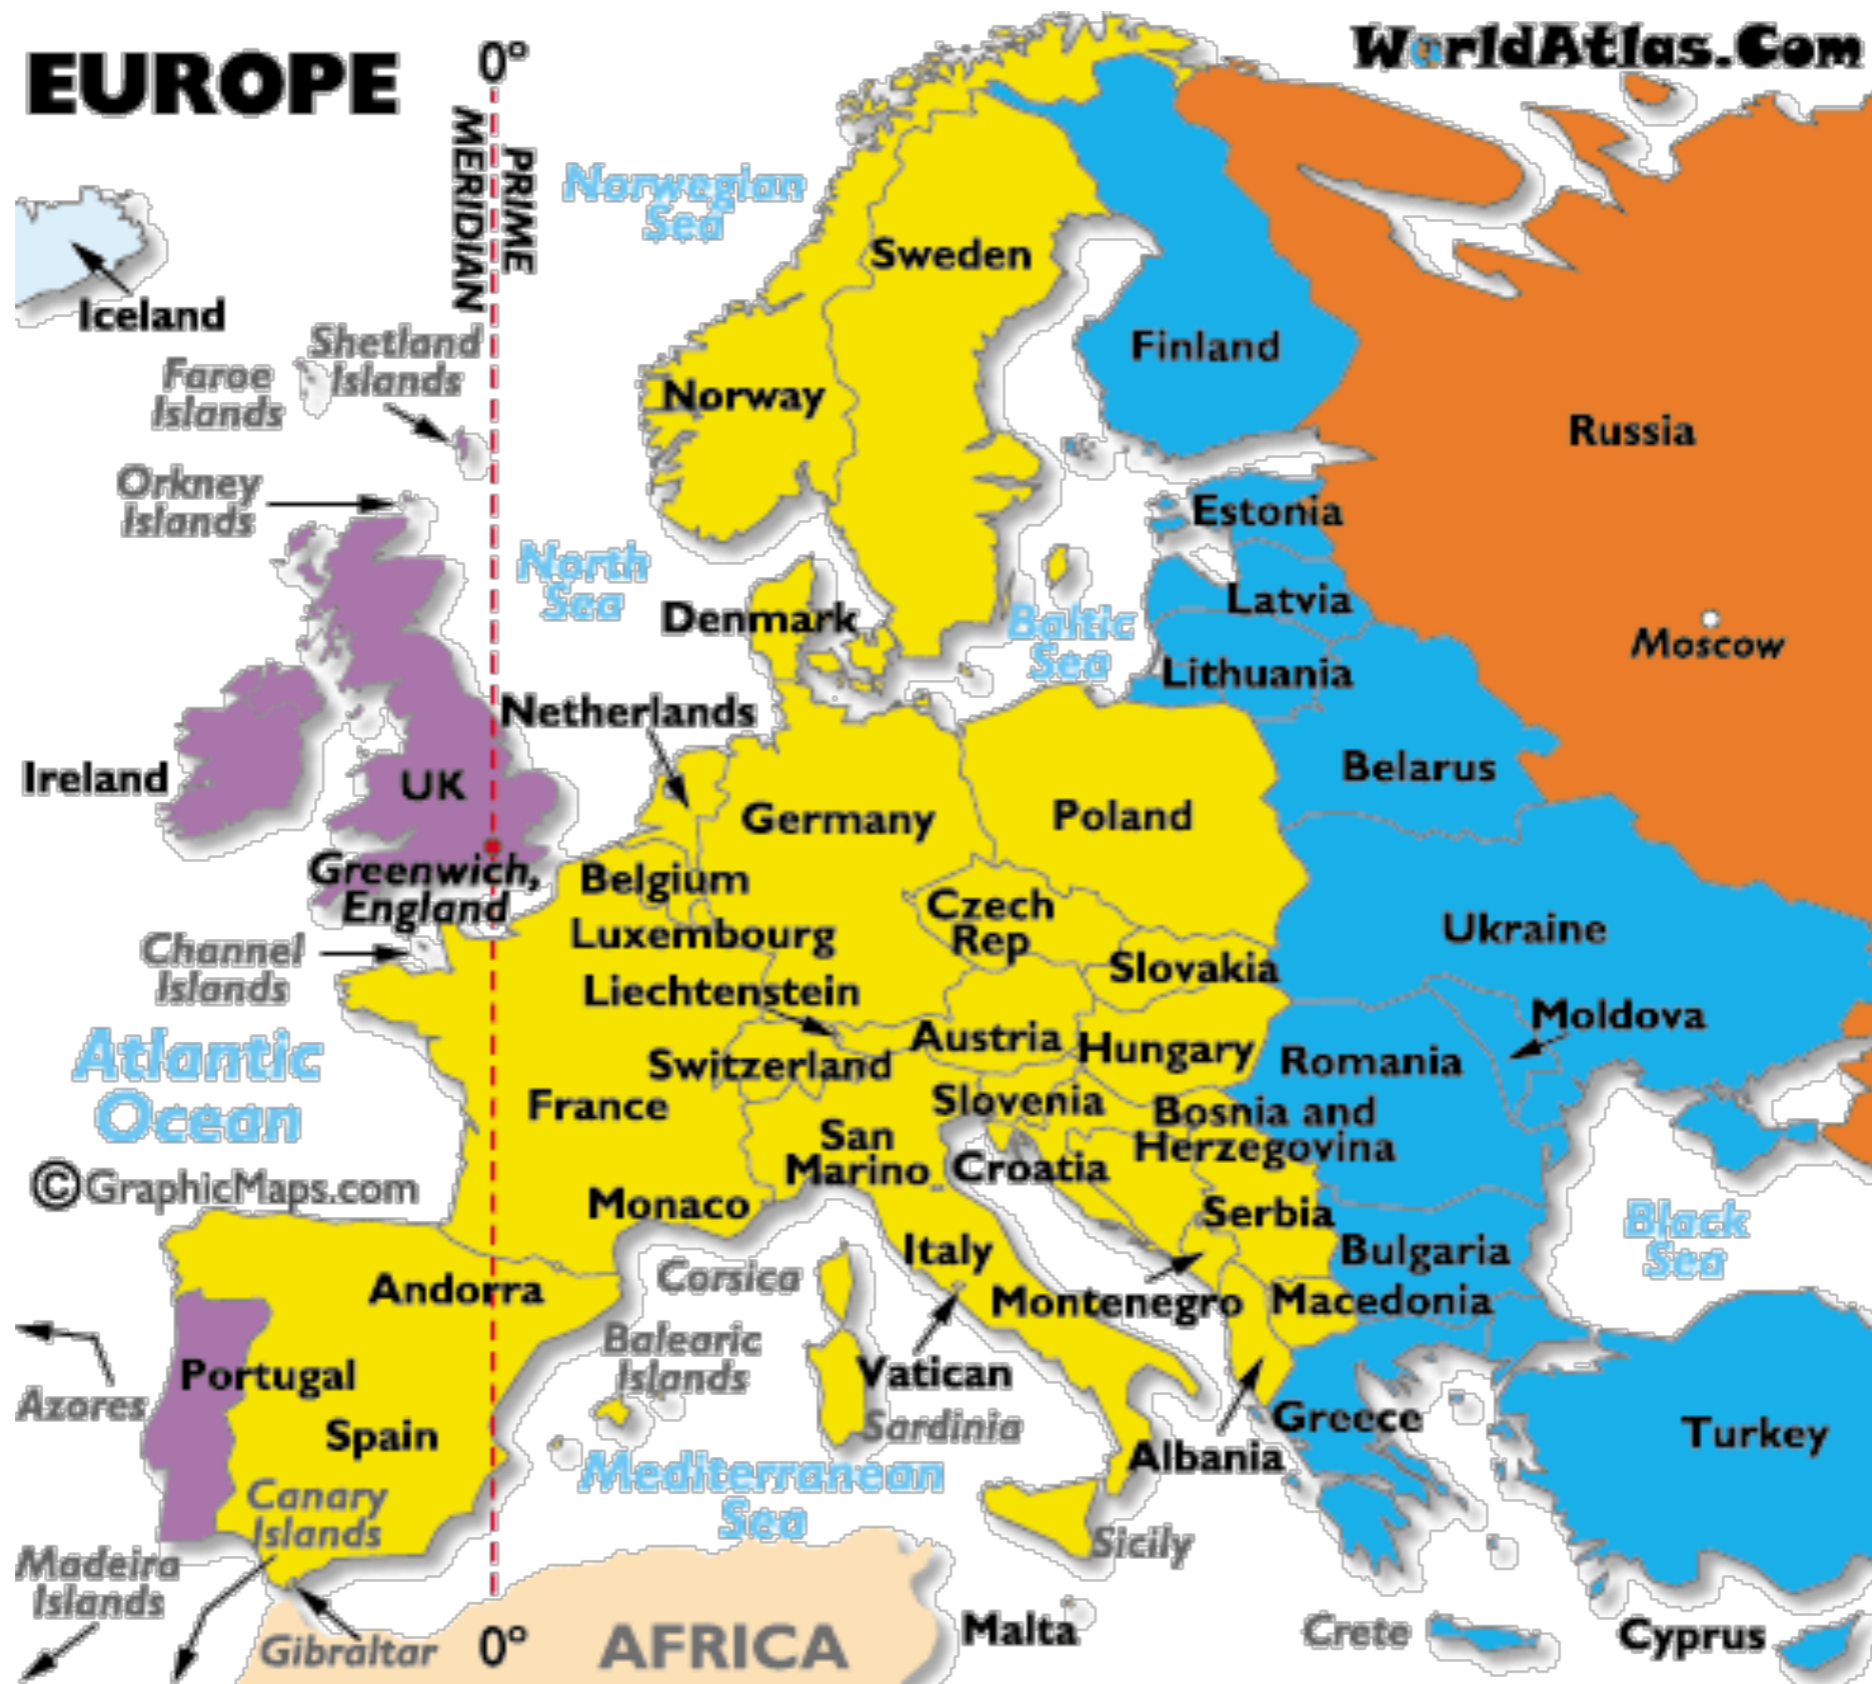 EUROPE
0°
WorldAtlas.Com
PRIME
MERIDIAN
Norwegian
Sea
Sweden
Iceland
Shetland
Islands
Faroe
Islands
Finland
Norway
Russia
Orkney
Islands
Estonia
North
Sea
Latvia
Denmark
Baltic
Sea
Moscow
Lithuania
Netherlands
Ireland
UK
Belarus
Germany
Poland
Greenwich,
England
Belgium
Czech
Rep
Ukraine
Luxembourg
Channel
Islands
Slovakia
Liechtenstein
Moldova
Atlantic
Ocean
Austria
Hungary
Romania
Switzerland
France
Slovenia
Bosnia and
Herzegovina
San
Marino
Croatia
©GraphicMaps.com
Monaco
Serbia
Black
Sea
Italy
Bulgaria
Corsica
Andorra
Montenegro
Macedonia
Balearic
Islands
Portugal
Vatican
Azores
Sardinia
Greece
Turkey
Spain
Albania
Mediterranean
Sea
Canary
Islands
Sicily
Madeira
Islands
Gibraltar
0°
AFRICA
Malta
Crete
Cyprus